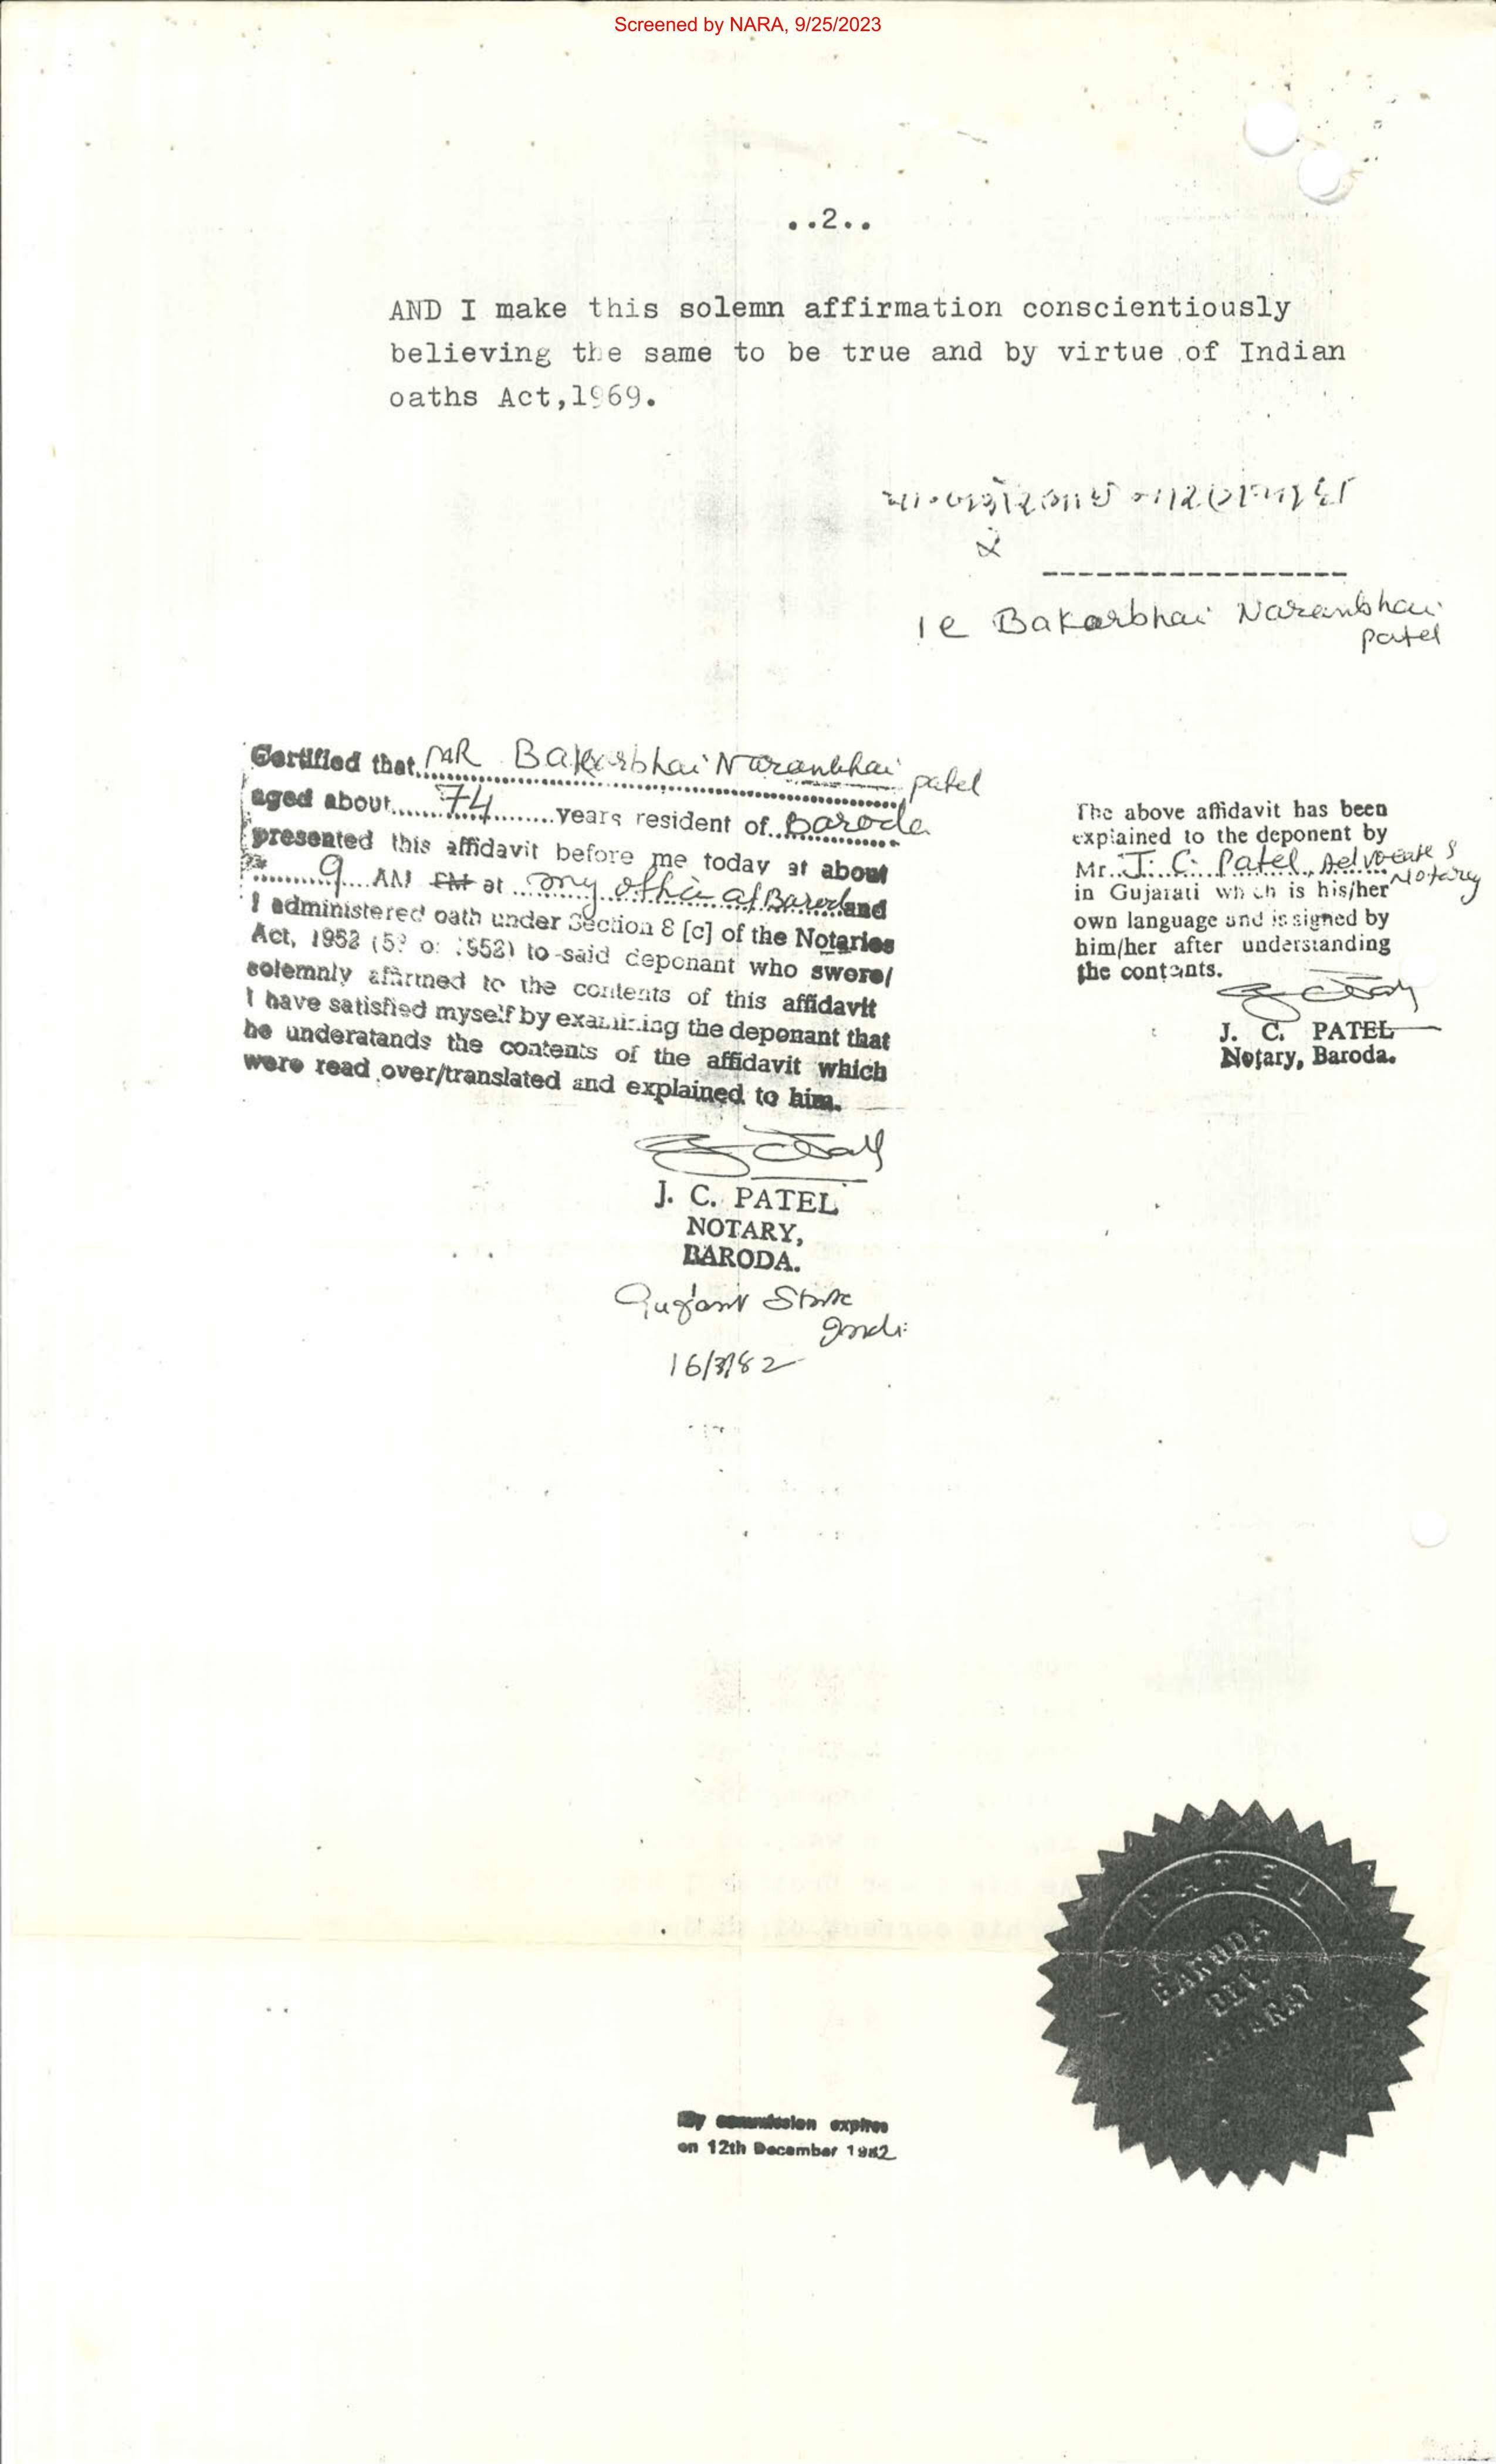 Screened by NARA, 9/25/2023
..2..
AND I make this solemn affirmation conscientiously
believing the same to be true and by virtue of Indian
oaths Act,1969.
1e Bakorbhai Naranbhai
patel
Certified that MR Bakorbhai Naranbhai patel
aged about 74 years resident of Baroda
presented this affidavit before me today at about
9 AM PM at my office at Baroda and
I administered oath under Section 8 [c] of the Notaries
Act, 1952 (53 of 1952) to said deponant who swore/
solemnly affirmed to the contents of this affidavit
I have satisfied myself by examining the deponant that
he underatands the contents of the affidavit which
were read over/translated and explained to him.
J. C. PATEL
NOTARY,
BARODA.
Gujarat State
India
16/3/82
The above affidavit has been
explained to the deponent by
Mr. J. C. Patel, Advocate &
Notary
in Gujarati which is his/her
own language and is signed by
him/her after understanding
the contents.
J. C. PATEL
Notary, Baroda.
PATEL
BARODA
My commission expires
on 12th December 1982